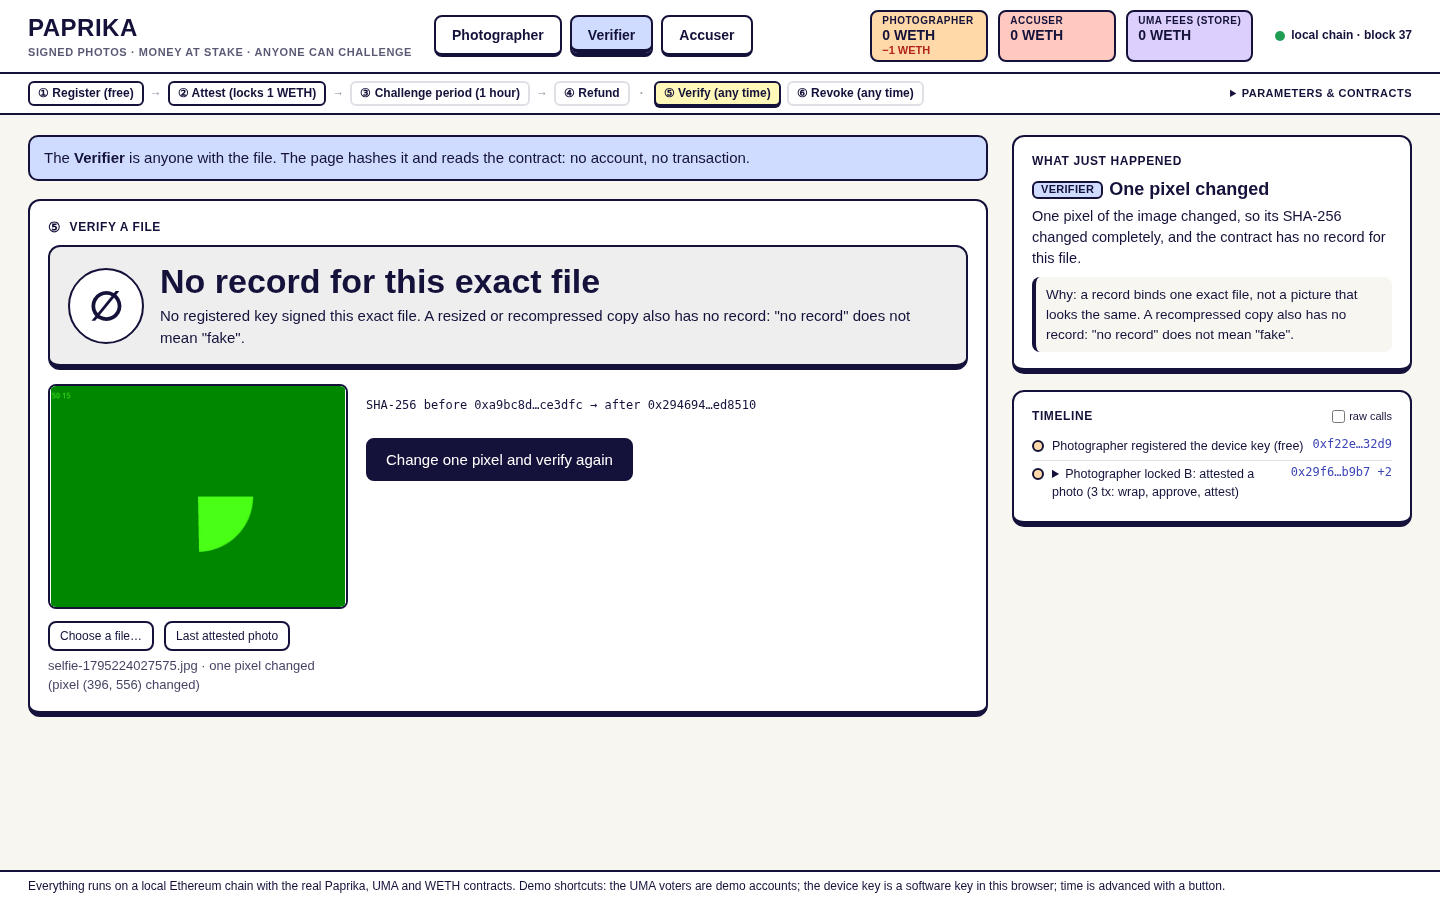 PAPRIKA
SIGNED PHOTOS · MONEY AT STAKE · ANYONE CAN CHALLENGE
Photographer
Verifier
Accuser
PHOTOGRAPHER
0 WETH
−1 WETH
ACCUSER
0 WETH
UMA FEES (STORE)
0 WETH
local chain · block 37
① Register (free) → ② Attest (locks 1 WETH) → ③ Challenge period (1 hour) → ④ Refund · ⑤ Verify (any time) ⑥ Revoke (any time)
▶ PARAMETERS & CONTRACTS
The Verifier is anyone with the file. The page hashes it and reads the contract: no account, no transaction.
⑤ VERIFY A FILE
∅
No record for this exact file
No registered key signed this exact file. A resized or recompressed copy also has no record: "no record" does not
mean "fake".
50 15
SHA-256 before 0xa9bc8d…ce3dfc → after 0x294694…ed8510
Change one pixel and verify again
Choose a file…
Last attested photo
selfie-1795224027575.jpg · one pixel changed
(pixel (396, 556) changed)
WHAT JUST HAPPENED
VERIFIER One pixel changed
One pixel of the image changed, so its SHA-256
changed completely, and the contract has no record for
this file.
Why: a record binds one exact file, not a picture that
looks the same. A recompressed copy also has no
record: "no record" does not mean "fake".
TIMELINE
raw calls
Photographer registered the device key (free) 0xf22e…32d9
▶ Photographer locked B: attested a 0x29f6…b9b7 +2
photo (3 tx: wrap, approve, attest)
Everything runs on a local Ethereum chain with the real Paprika, UMA and WETH contracts. Demo shortcuts: the UMA voters are demo accounts; the device key is a software key in this browser; time is advanced with a button.